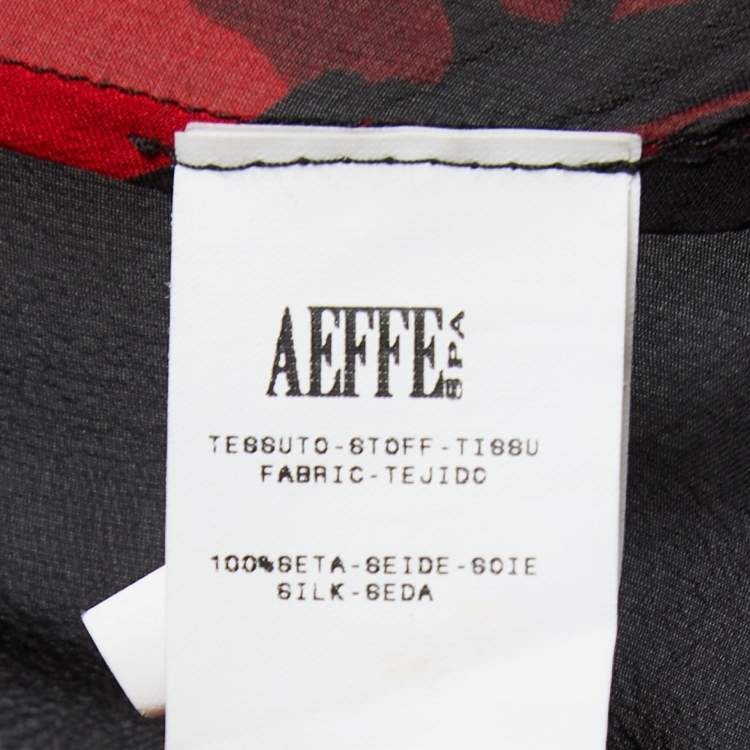 AEFFE SPA
TESSUTO-STOFF-TISSU
FABRIC-TEJIDO
100%SETA-SEIDE-SOIE
SILK-SEDA